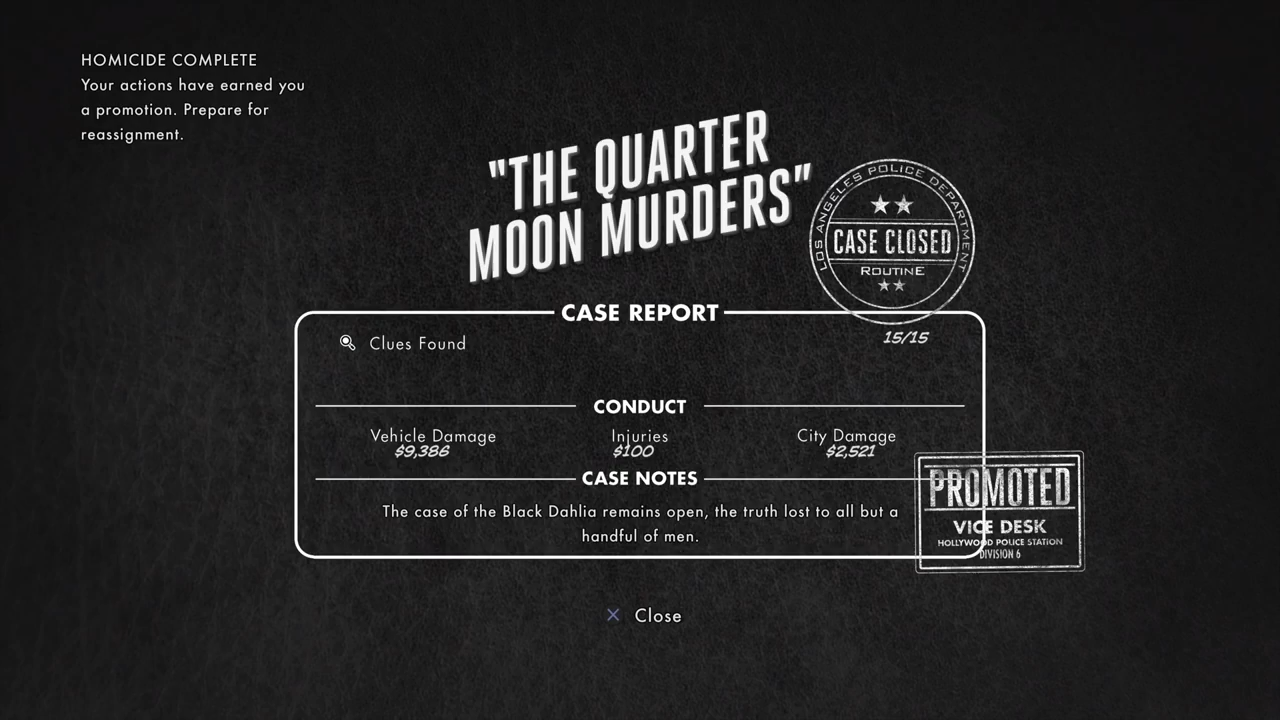 HOMICIDE COMPLETE
Your actions have earned you
a promotion. Prepare for
reassignment.
"THE QUARTER
MOON MURDERS"
LOS ANGELES POLICE DEPARTMENT
CASE CLOSED
ROUTINE
CASE REPORT
Clues Found 15/15
CONDUCT
Vehicle Damage Injuries City Damage
$9,386 $100 $2,521
CASE NOTES
The case of the Black Dahlia remains open, the truth lost to all but a
handful of men.
PROMOTED
VICE DESK
HOLLYWOOD POLICE STATION
DIVISION 6
Close